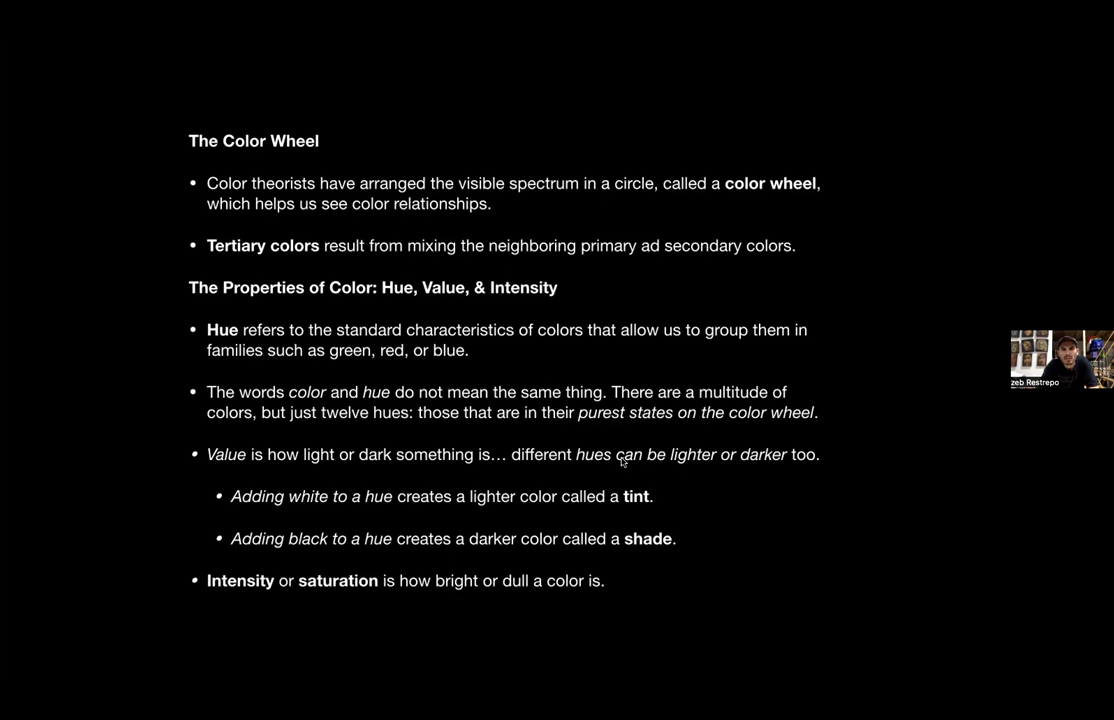 The Color Wheel
• Color theorists have arranged the visible spectrum in a circle, called a color wheel,
which helps us see color relationships.
• Tertiary colors result from mixing the neighboring primary ad secondary colors.
The Properties of Color: Hue, Value, & Intensity
• Hue refers to the standard characteristics of colors that allow us to group them in
families such as green, red, or blue.
• The words color and hue do not mean the same thing. There are a multitude of
colors, but just twelve hues: those that are in their purest states on the color wheel.
• Value is how light or dark something is… different hues can be lighter or darker too.
• Adding white to a hue creates a lighter color called a tint.
• Adding black to a hue creates a darker color called a shade.
• Intensity or saturation is how bright or dull a color is.
zeb Restrepo